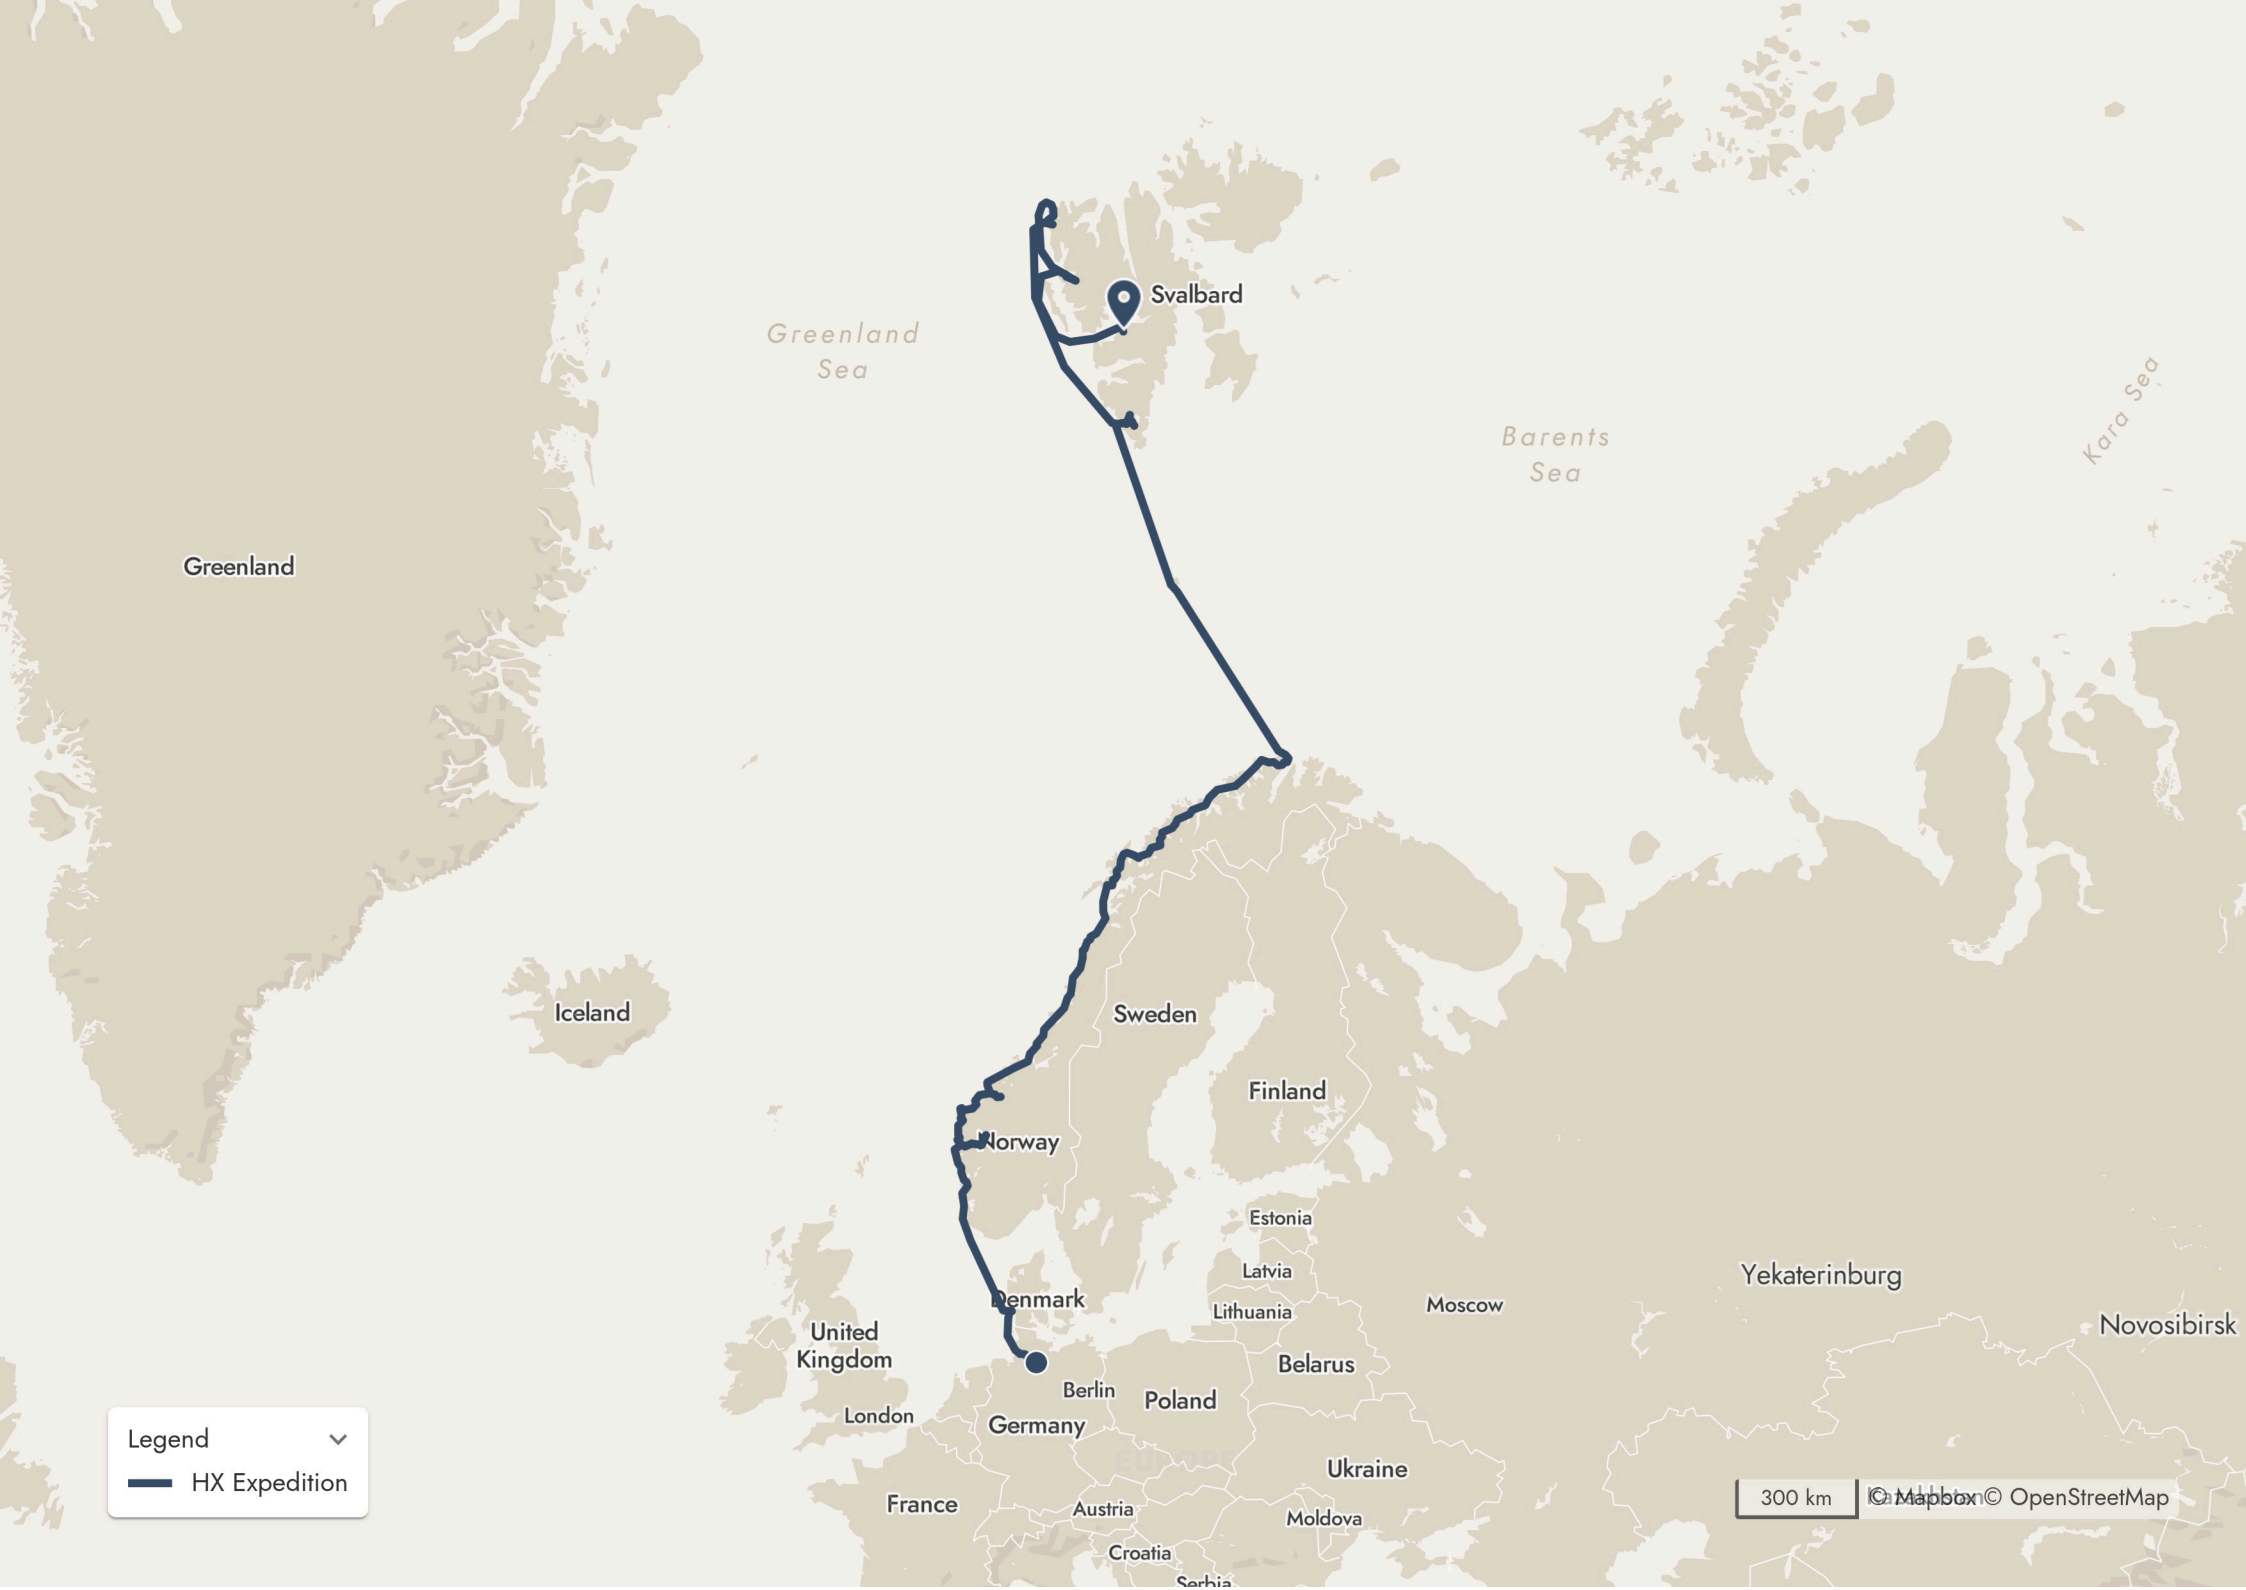 Svalbard
Greenland
Sea
Barents
Sea
Kara Sea
Greenland
Iceland
Sweden
Finland
Norway
Estonia
Latvia
Lithuania
Denmark
Moscow
Yekaterinburg
Novosibirsk
United
Kingdom
Belarus
Berlin
Poland
London
Germany
EUROPE
Ukraine
France
Austria
Moldova
Croatia
Serbia
Legend
HX Expedition
300 km
Kazakhstan
© Mapbox © OpenStreetMap